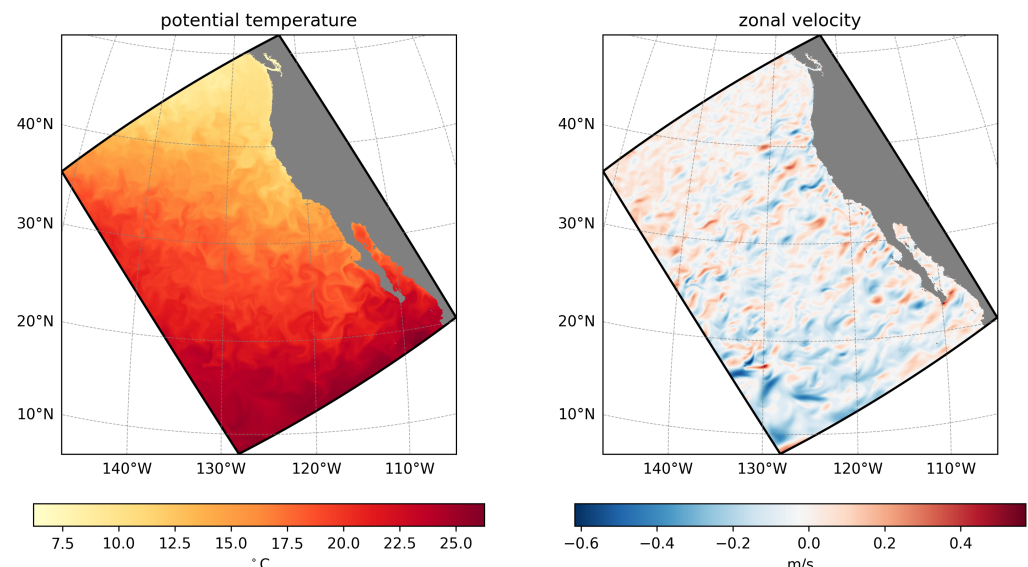 potential temperature
zonal velocity
40°N
30°N
20°N
10°N
140°W 130°W 120°W 110°W
40°N
30°N
20°N
10°N
140°W 130°W 120°W 110°W
7.5 10.0 12.5 15.0 17.5 20.0 22.5 25.0
°C
−0.6 −0.4 −0.2 0.0 0.2 0.4
m/s